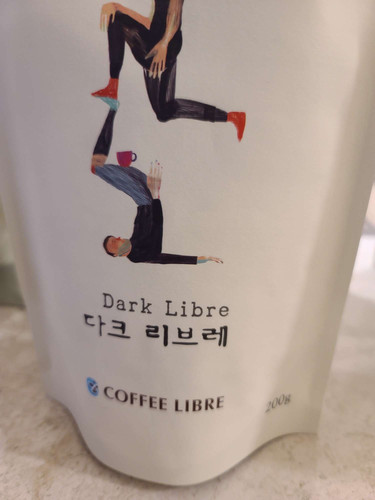 Dark Libre
다크 리브레
COFFEE LIBRE
200g